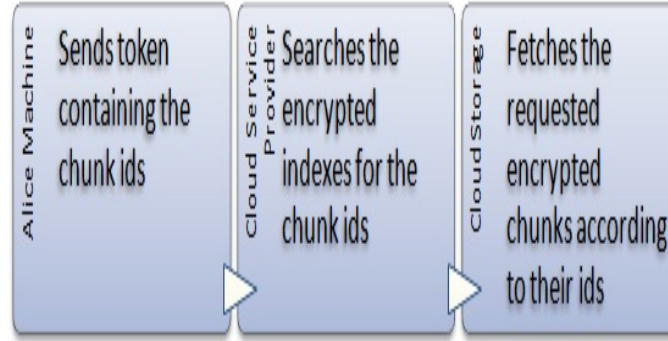 Alice Machine
Sends token
containing the
chunk ids
Cloud Service
Provider
Searches the
encrypted
indexes for the
chunk ids
Cloud Storage
Fetches the
requested
encrypted
chunks according
to their ids